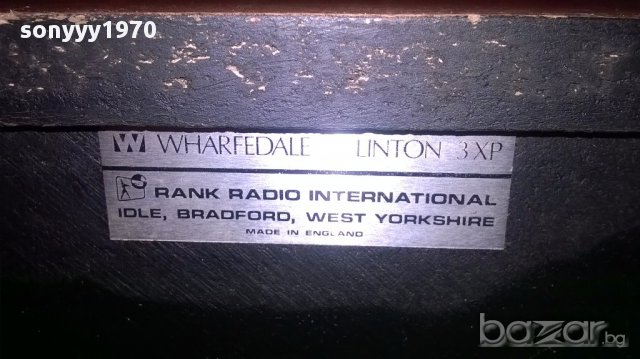 sonyyy1970
W WHARFEDALE LINTON 3XP
RANK RADIO INTERNATIONAL
IDLE, BRADFORD, WEST YORKSHIRE
MADE IN ENGLAND
bazar.bg